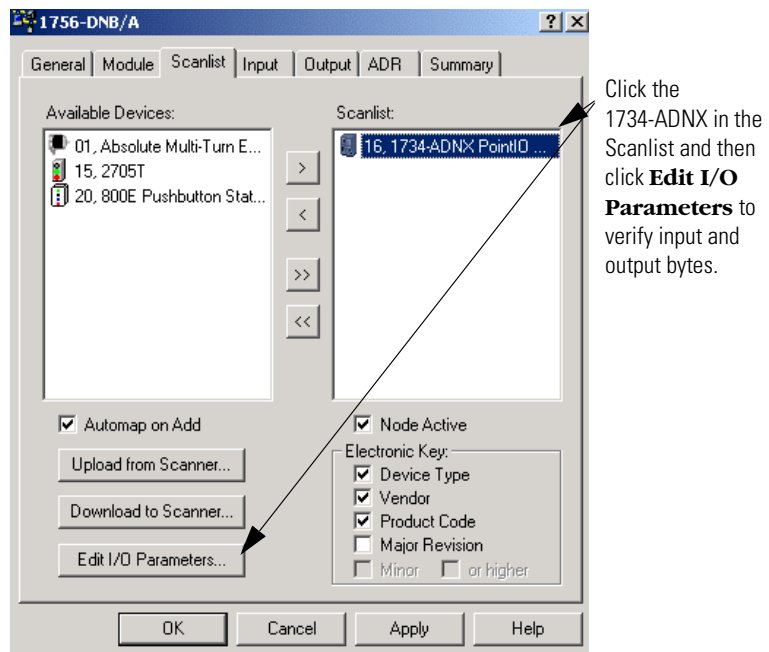 1756-DNB/A
General Module Scanlist Input Output ADR Summary
Available Devices:
01, Absolute Multi-Turn E...
15, 2705T
20, 800E Pushbutton Stat...
>
<
>>
<<
Scanlist:
16, 1734-ADNX PointIO ...
Automap on Add
Upload from Scanner...
Download to Scanner...
Edit I/O Parameters...
Node Active
Electronic Key:
Device Type
Vendor
Product Code
Major Revision
Minor or higher
OK Cancel Apply Help
Click the
1734-ADNX in the
Scanlist and then
click Edit I/O
Parameters to
verify input and
output bytes.